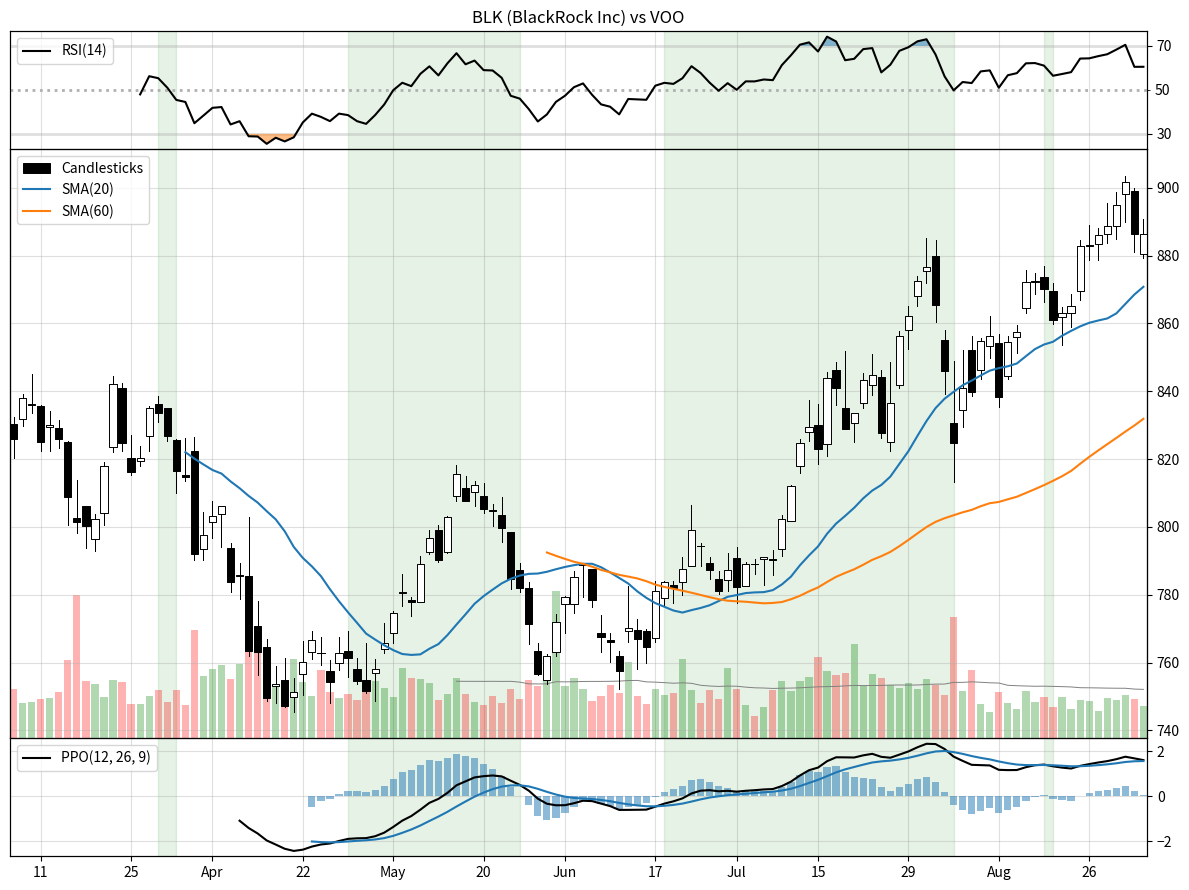 BLK (BlackRock Inc) vs VOO
RSI(14)
70
50
30
Candlesticks
SMA(20)
SMA(60)
900
880
860
840
820
800
780
760
740
PPO(12, 26, 9)
2
0
−2
11 25 Apr 22 May 20 Jun 17 Jul 15 29 Aug 26